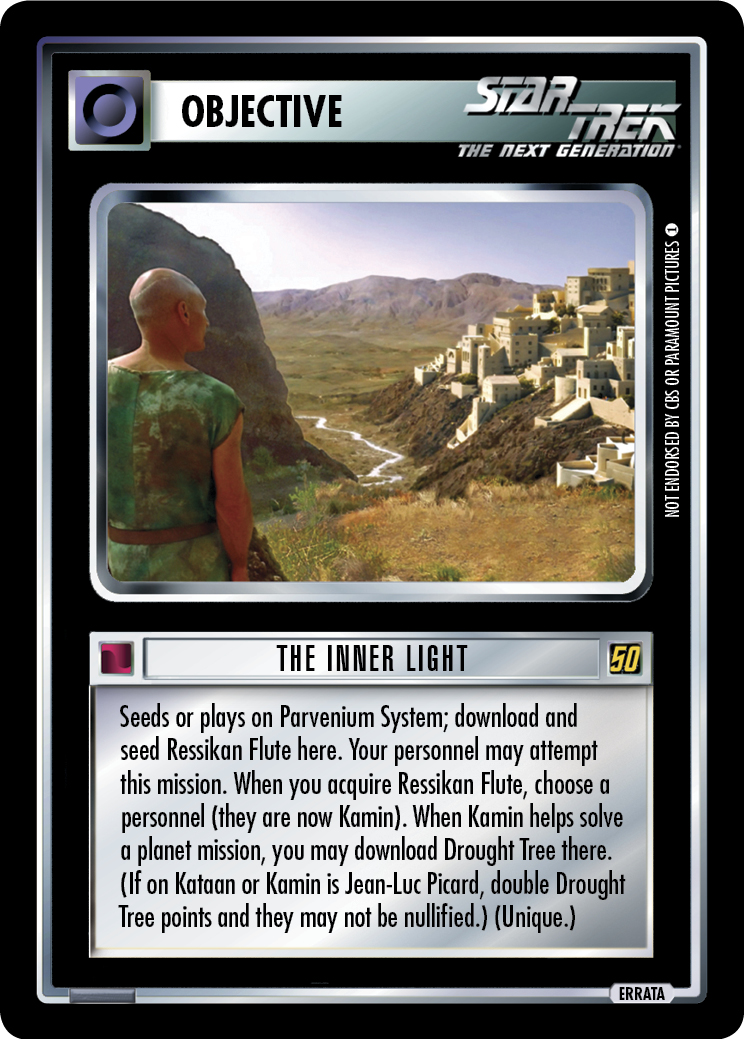 OBJECTIVE
STAR TREK
THE NEXT GENERATION
NOT ENDORSED BY CBS OR PARAMOUNT PICTURES 1
THE INNER LIGHT
50
Seeds or plays on Parvenium System; download and
seed Ressikan Flute here. Your personnel may attempt
this mission. When you acquire Ressikan Flute, choose a
personnel (they are now Kamin). When Kamin helps solve
a planet mission, you may download Drought Tree there.
(If on Kataan or Kamin is Jean-Luc Picard, double Drought
Tree points and they may not be nullified.) (Unique.)
ERRATA